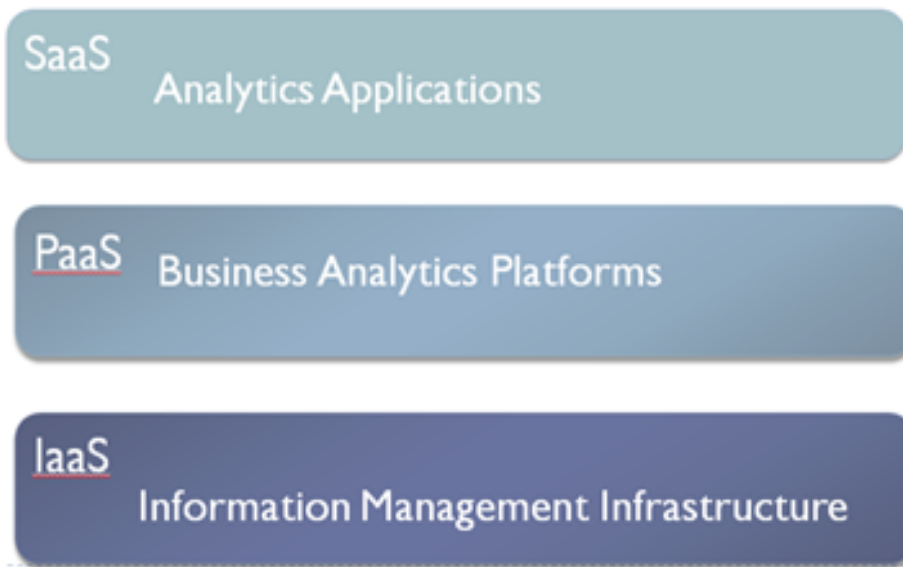 SaaS
Analytics Applications
PaaS
Business Analytics Platforms
IaaS
Information Management Infrastructure